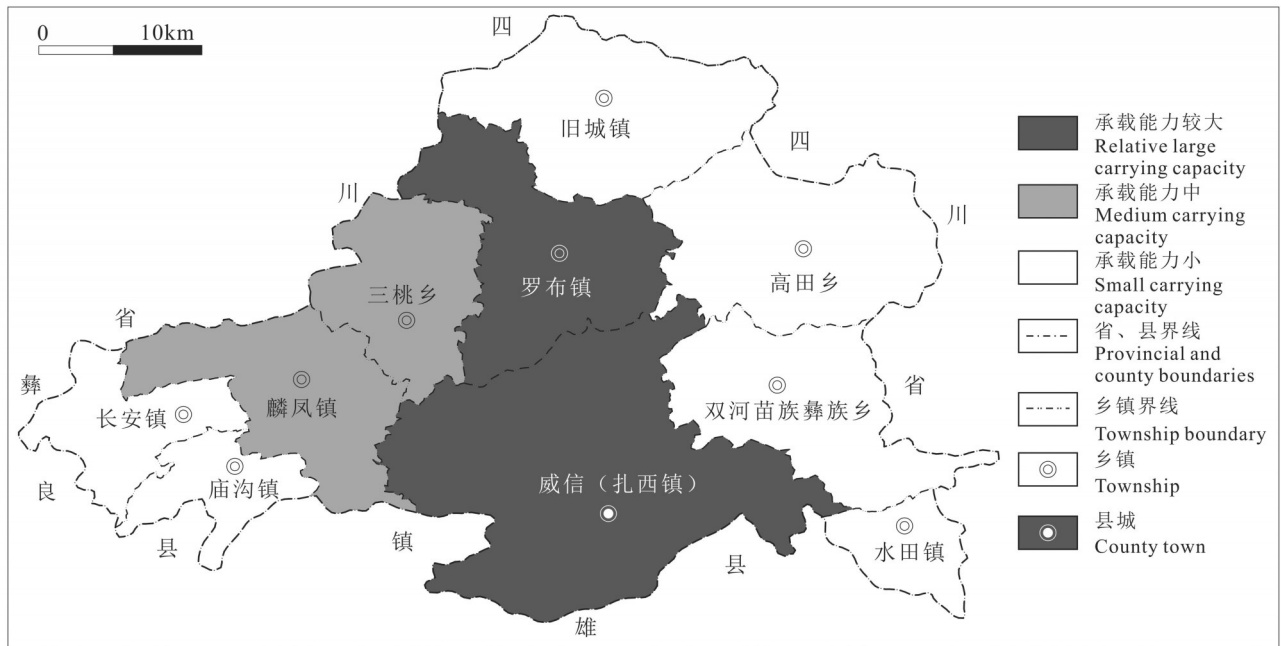 0 10km
四
旧城镇
四
川
川
三桃乡
罗布镇
高田乡
省
彝
长安镇
麟凤镇
双河苗族彝族乡
省
良
庙沟镇
威信（扎西镇）
县
镇
县
水田镇
雄
承载能力较大
Relative large
carrying capacity
承载能力中
Medium carrying
capacity
承载能力小
Small carrying
capacity
省、县界线
Provincial and
county boundaries
乡镇界线
Township boundary
乡镇
Township
县城
County town